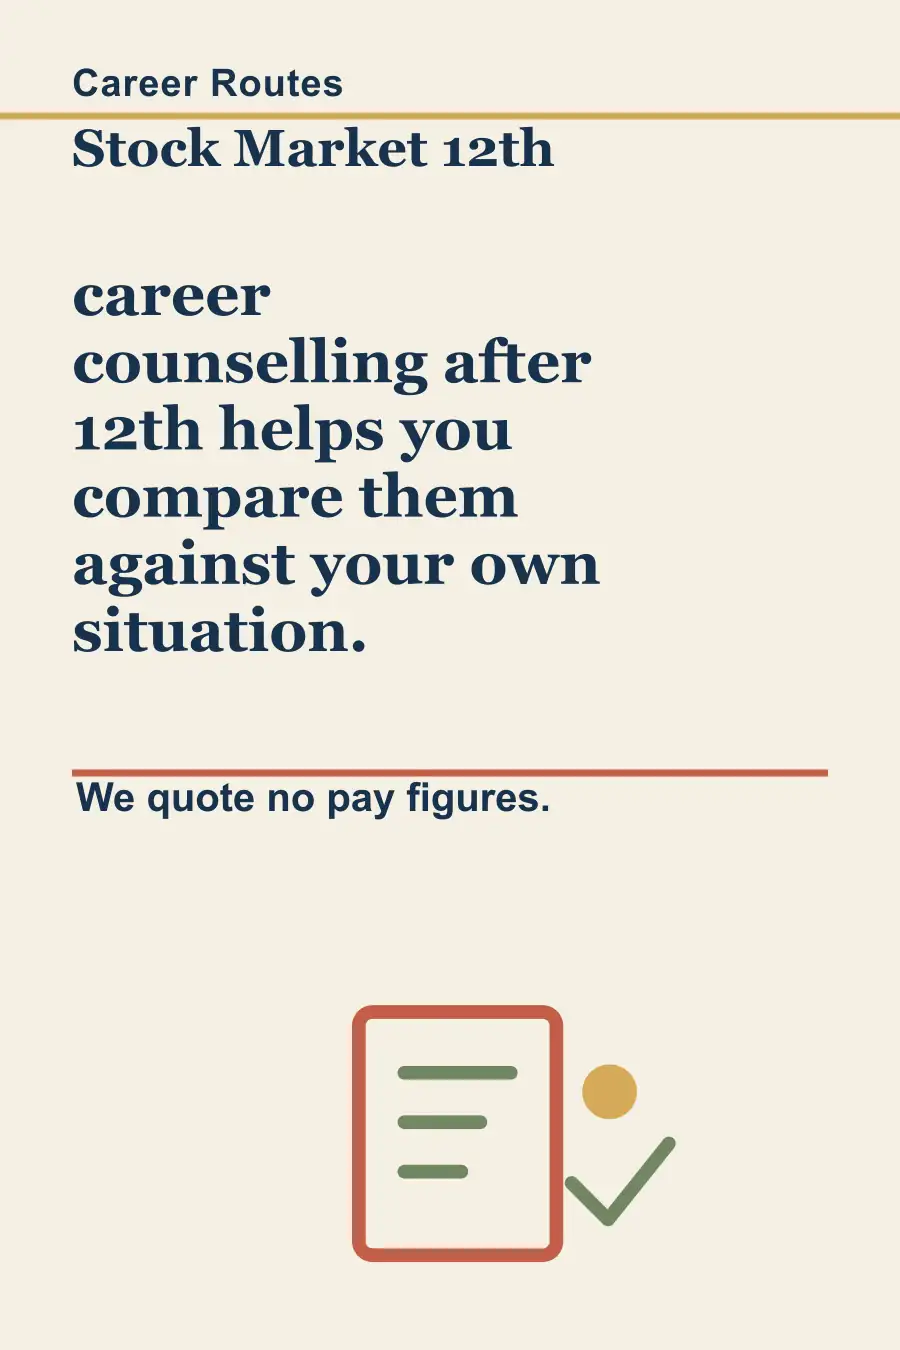 Career Routes
Stock Market 12th
career
counselling after
12th helps you
compare them
against your own
situation.
We quote no pay figures.